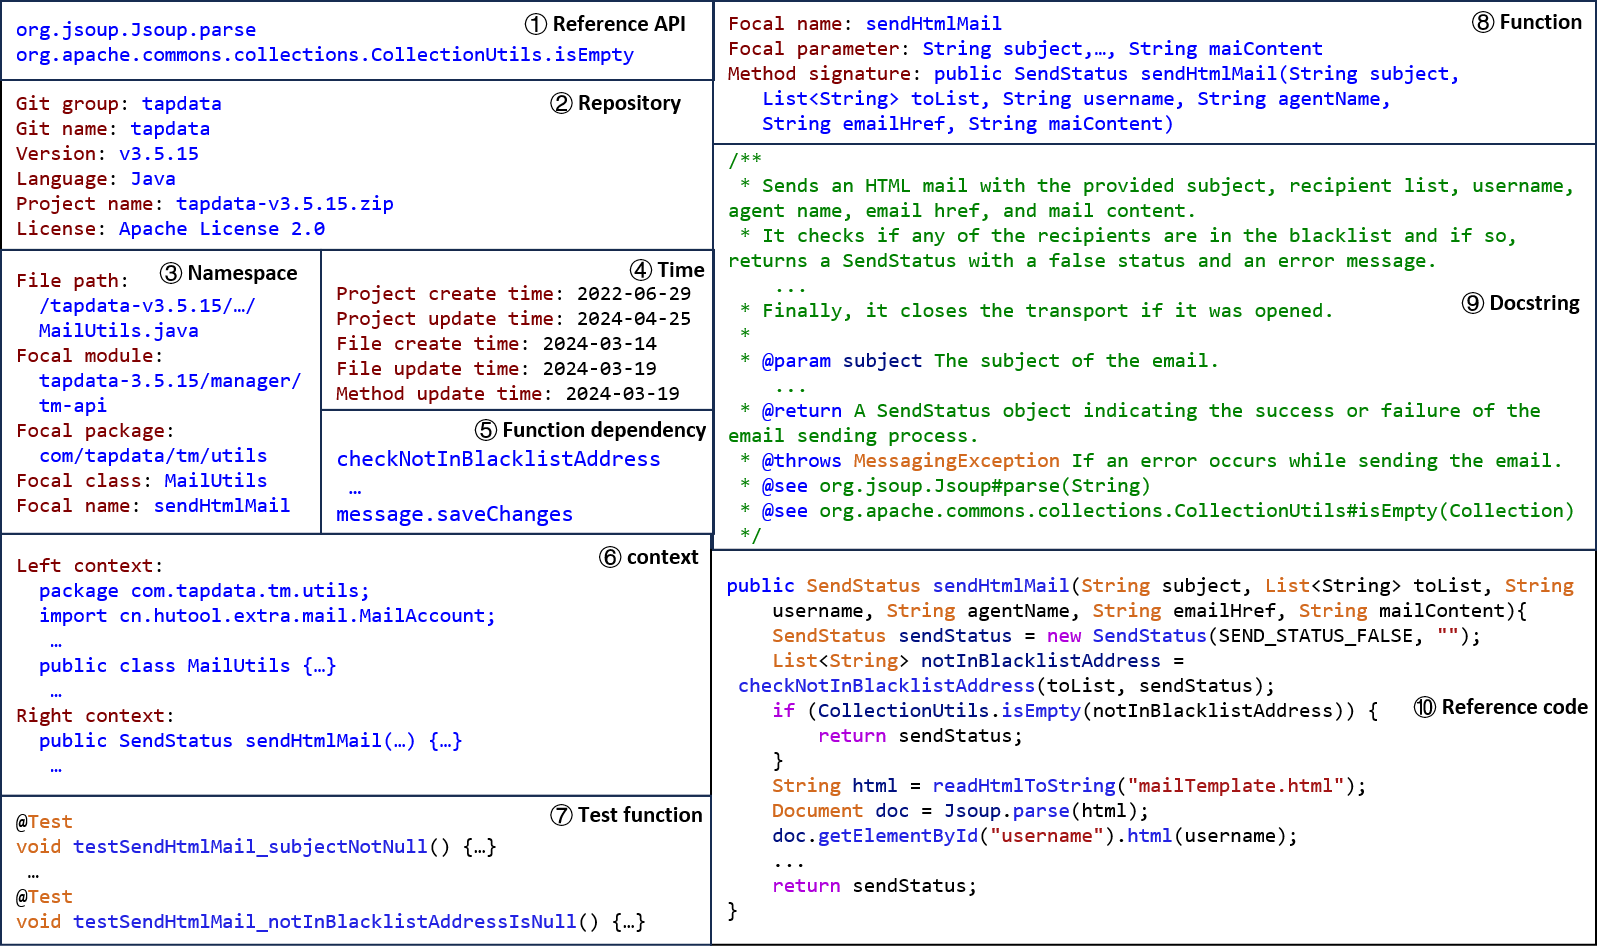 ① Reference API
org.jsoup.Jsoup.parse
org.apache.commons.collections.CollectionUtils.isEmpty
② Repository
Git group: tapdata
Git name: tapdata
Version: v3.5.15
Language: Java
Project name: tapdata-v3.5.15.zip
License: Apache License 2.0
③ Namespace
File path:
/tapdata-v3.5.15/…/
MailUtils.java
Focal module:
tapdata-3.5.15/manager/
tm-api
Focal package:
com/tapdata/tm/utils
Focal class: MailUtils
Focal name: sendHtmlMail
④ Time
Project create time: 2022-06-29
Project update time: 2024-04-25
File create time: 2024-03-14
File update time: 2024-03-19
Method update time: 2024-03-19
⑤ Function dependency
checkNotInBlacklistAddress
…
message.saveChanges
⑥ context
Left context:
package com.tapdata.tm.utils;
import cn.hutool.extra.mail.MailAccount;
…
public class MailUtils {…}
…
Right context:
public SendStatus sendHtmlMail(…) {…}
…
⑦ Test function
@Test
void testSendHtmlMail_subjectNotNull() {…}
…
@Test
void testSendHtmlMail_notInBlacklistAddressIsNull() {…}
⑧ Function
Focal name: sendHtmlMail
Focal parameter: String subject,…, String maiContent
Method signature: public SendStatus sendHtmlMail(String subject,
List<String> toList, String username, String agentName,
String emailHref, String maiContent)
/**
* Sends an HTML mail with the provided subject, recipient list, username,
agent name, email href, and mail content.
* It checks if any of the recipients are in the blacklist and if so,
returns a SendStatus with a false status and an error message.
...
* Finally, it closes the transport if it was opened.
⑨ Docstring
*
* @param subject The subject of the email.
...
* @return A SendStatus object indicating the success or failure of the
email sending process.
* @throws MessagingException If an error occurs while sending the email.
* @see org.jsoup.Jsoup#parse(String)
* @see org.apache.commons.collections.CollectionUtils#isEmpty(Collection)
*/
public SendStatus sendHtmlMail(String subject, List<String> toList, String
username, String agentName, String emailHref, String mailContent){
SendStatus sendStatus = new SendStatus(SEND_STATUS_FALSE, "");
List<String> notInBlacklistAddress =
checkNotInBlacklistAddress(toList, sendStatus);
if (CollectionUtils.isEmpty(notInBlacklistAddress)) {
⑩ Reference code
return sendStatus;
}
String html = readHtmlToString("mailTemplate.html");
Document doc = Jsoup.parse(html);
doc.getElementById("username").html(username);
...
return sendStatus;
}